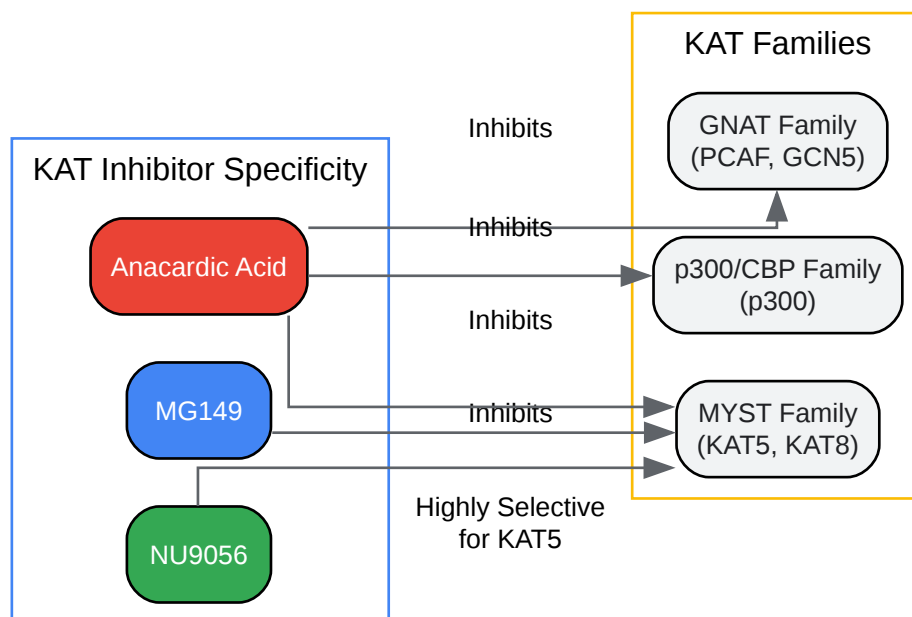 KAT Families
GNAT Family
(PCAF, GCN5)
Inhibits
KAT Inhibitor Specificity
Inhibits
Anacardic Acid
p300/CBP Family
(p300)
Inhibits
MG149
Inhibits
MYST Family
(KAT5, KAT8)
Highly Selective
for KAT5
NU9056